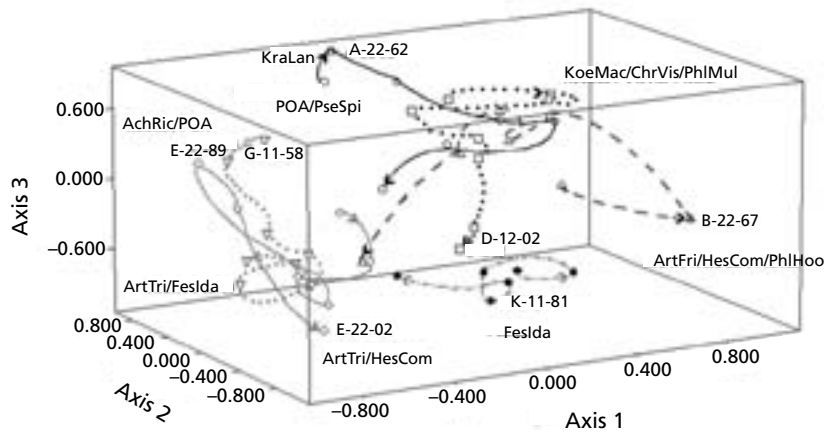 KraLan
A-22-62
KoeMac/ChrVis/PhlMul
POA/PseSpi
0.600
AchRic/POA
E-22-89
G-11-58
0.000
Axis 3
B-22-67
−0.600
D-12-02
ArtFri/HesCom/PhlHoo
ArtTri/FesIda
K-11-81
E-22-02
FesIda
ArtTri/HesCom
0.800
0.400
0.000
−0.400
−0.800
Axis 2
−0.800
−0.400
0.000
0.400
0.800
Axis 1